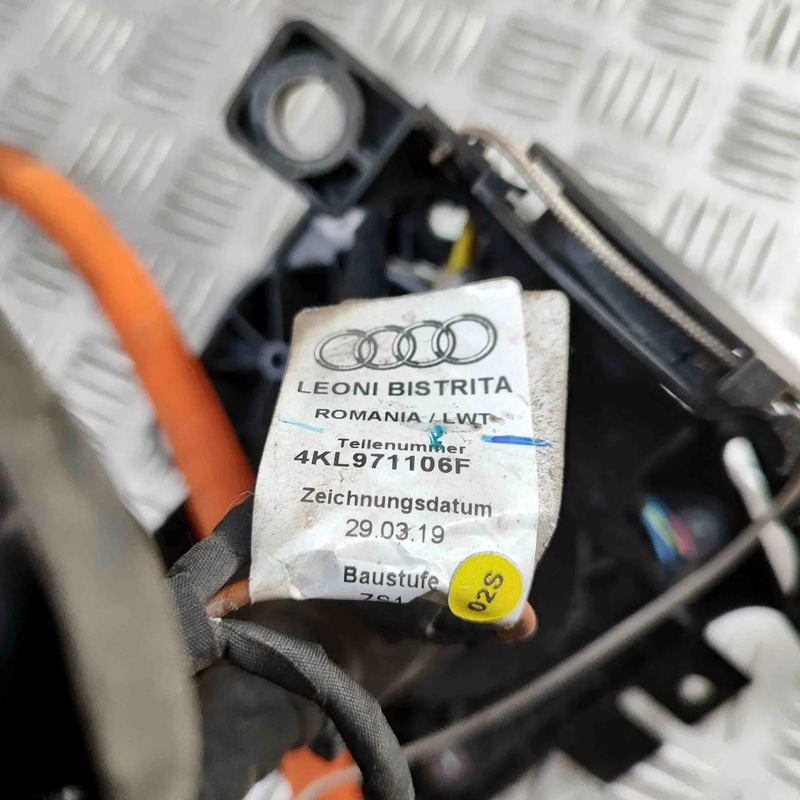 LEONI BISTRITA
ROMANIA / LWT
Teilenummer
4KL971106F
Zeichnungsdatum
29.03.19
Baustufe
02S